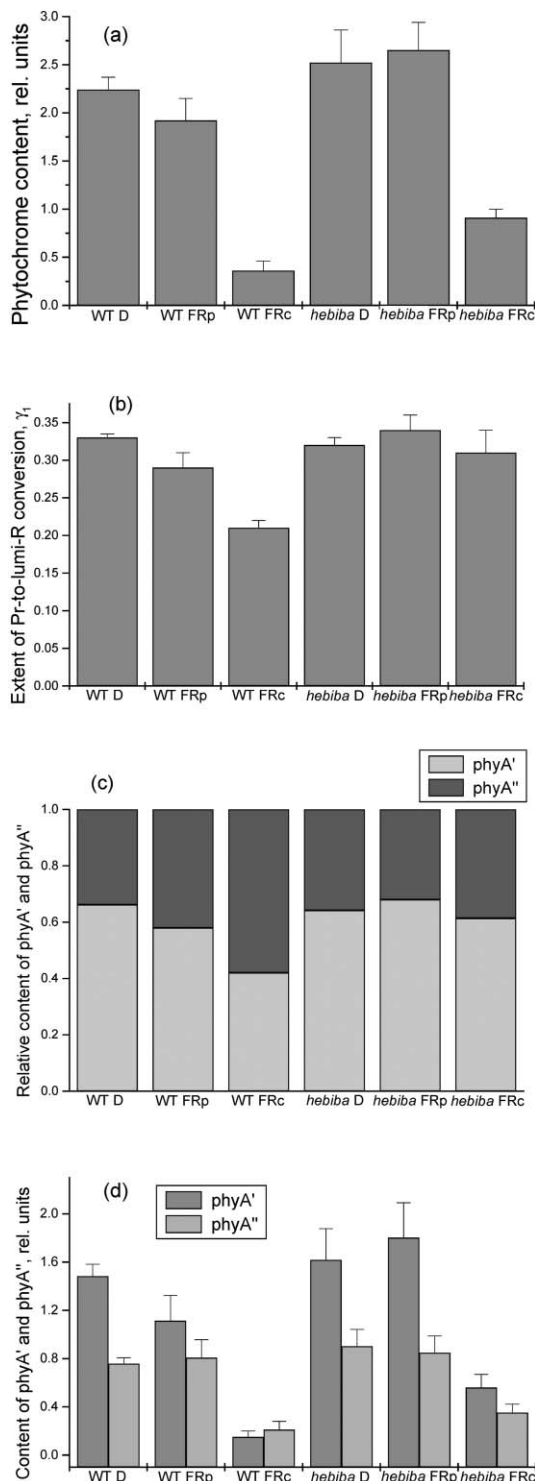 (a)
Phytochrome content, rel. units
3.0
2.5
2.0
1.5
1.0
0.5
0.0
WT D WT FRp WT FRc hebiba D hebiba FRp hebiba FRc
(b)
Extent of Pr-to-lumi-R conversion, γ₁
0.35
0.30
0.25
0.20
0.15
0.10
0.05
0.00
WT D WT FRp WT FRc hebiba D hebiba FRp hebiba FRc
phyA'
phyA''
(c)
Relative content of phyA' and phyA''
1.0
0.8
0.6
0.4
0.2
0.0
WT D WT FRp WT FRc hebiba D hebiba FRp hebiba FRc
(d)
phyA'
phyA''
Content of phyA' and phyA'', rel. units
1.6
1.2
0.8
0.4
0.0
WT D WT FRp WT FRc hebiba D hebiba FRp hebiba FRc